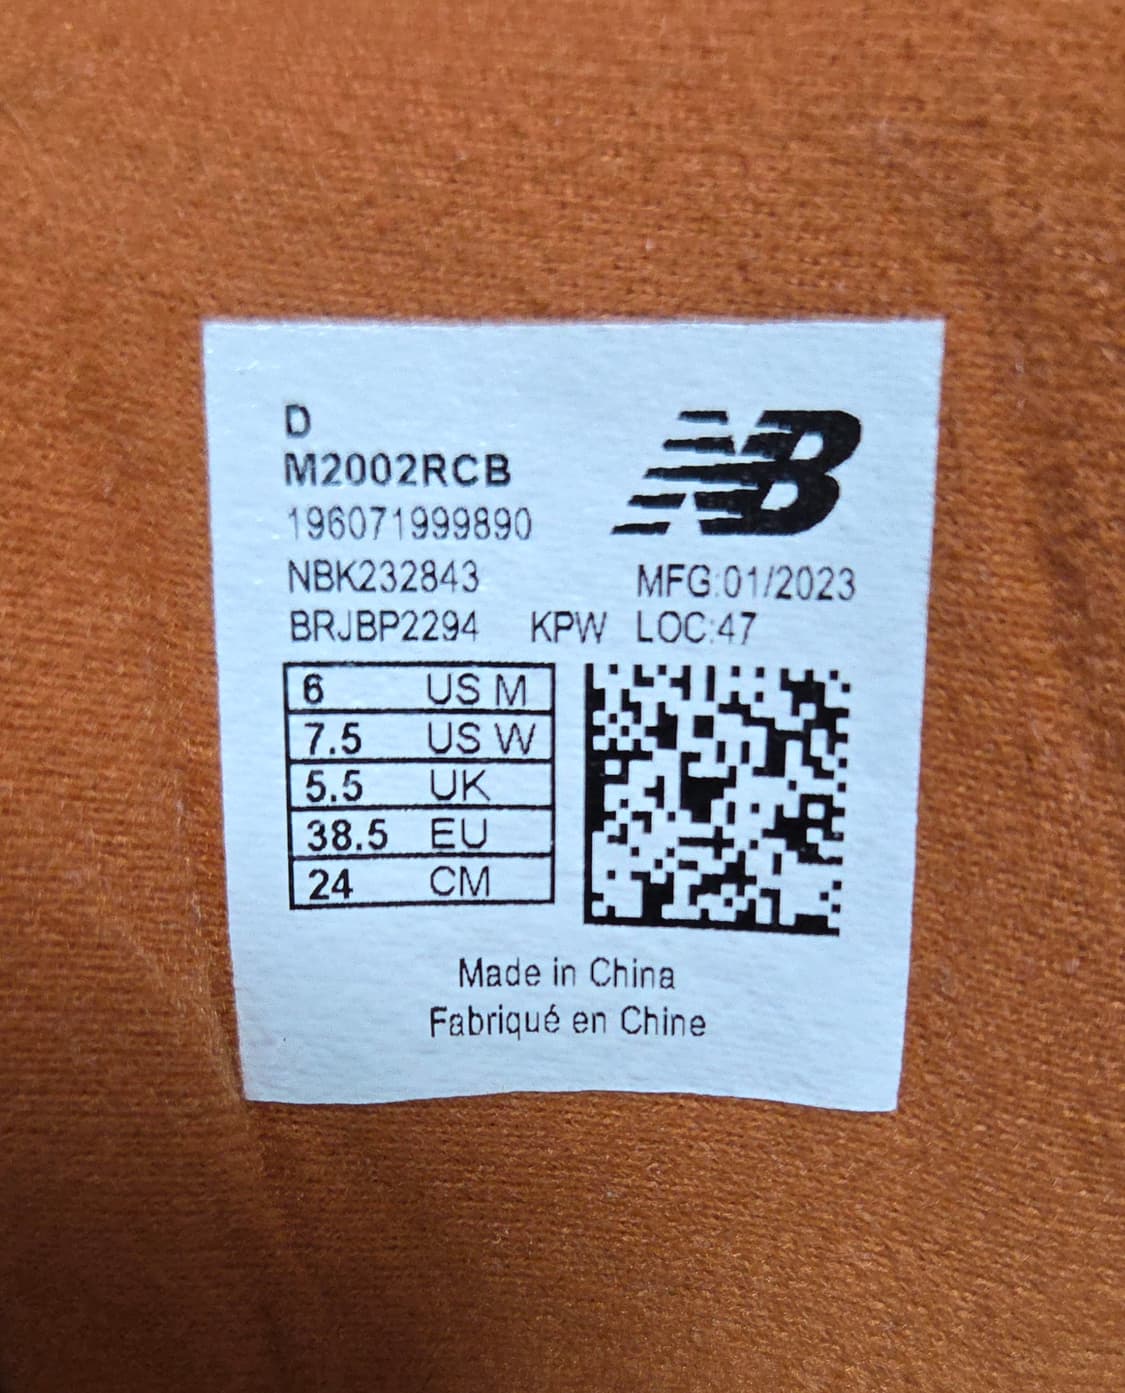 D
M2002RCB
NB
196071999890
NBK232843
MFG:01/2023
BRJBP2294 KPW LOC:47
6 US M
7.5 US W
5.5 UK
38.5 EU
24 CM
Made in China
Fabriqué en Chine